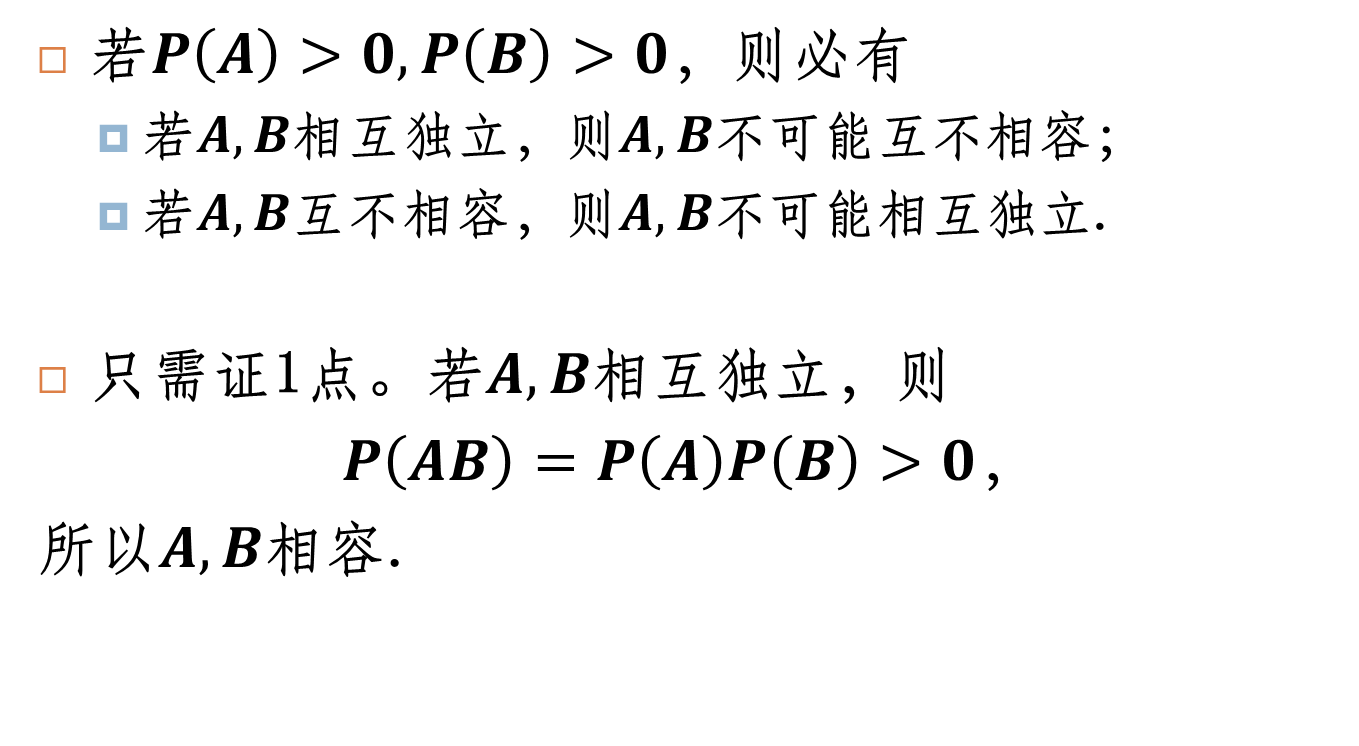 若P(A) > 0, P(B) > 0，则必有
若A, B相互独立，则A, B不可能互不相容；
若A, B互不相容，则A, B不可能相互独立.
只需证1点。若A, B相互独立，则
P(AB) = P(A)P(B) > 0，
所以A, B相容.